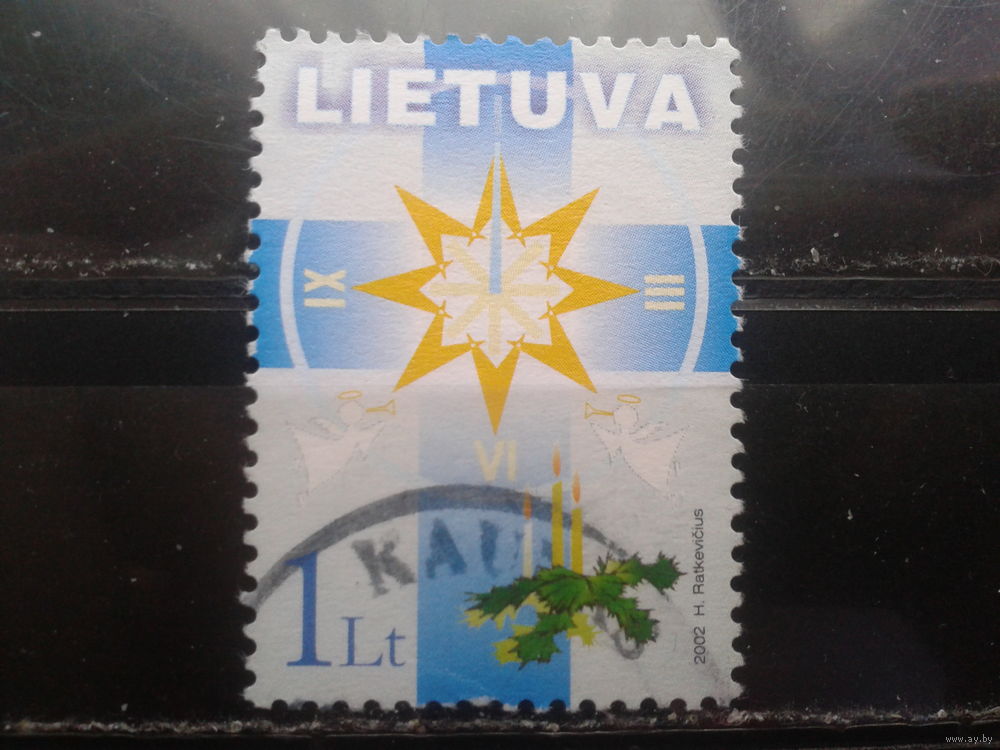 LIETUVA
IX
III
VI
KAU
1 Lt
2002 H. Ratkevičius
www.ay.by